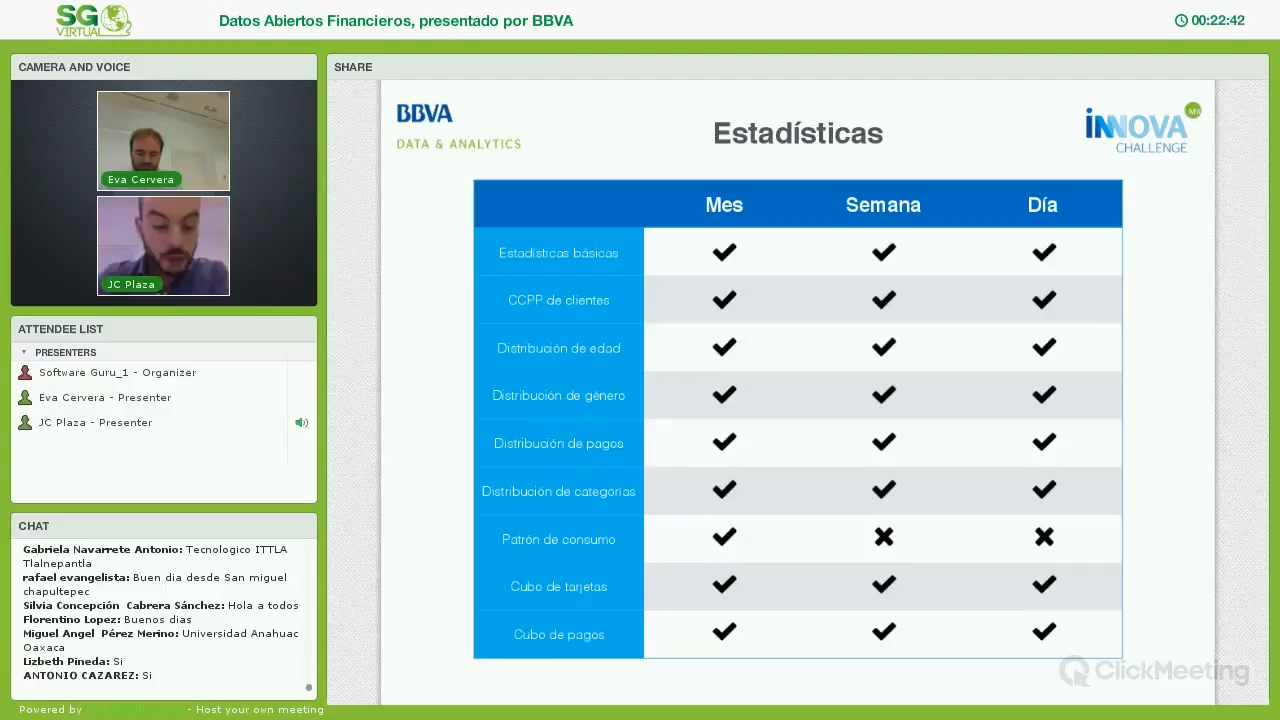 SG
VIRTUAL
Datos Abiertos Financieros, presentado por BBVA
00:22:42
CAMERA AND VOICE
Eva Cervera
JC Plaza
ATTENDEE LIST
PRESENTERS
Software Guru_1 - Organizer
Eva Cervera - Presenter
JC Plaza - Presenter
CHAT
Gabriela Navarrete Antonio: Tecnologico ITTLA
Tlalnepantla
rafael evangelista: Buen dia desde San miguel
chapultepec
Silvia Concepción Cabrera Sánchez: Hola a todos
Florentino Lopez: Buenos dias
Miguel Angel Pérez Merino: Universidad Anahuac
Oaxaca
Lizbeth Pineda: Si
ANTONIO CAZAREZ: Si
Powered by - Host your own meeting
SHARE
BBVA
DATA & ANALYTICS
Estadísticas
INNOVA MX
CHALLENGE
Mes Semana Día
Estadísticas básicas
CCPP de clientes
Distribución de edad
Distribución de género
Distribución de pagos
Distribución de categorías
Patrón de consumo
Cubo de tarjetas
Cubo de pagos
ClickMeeting